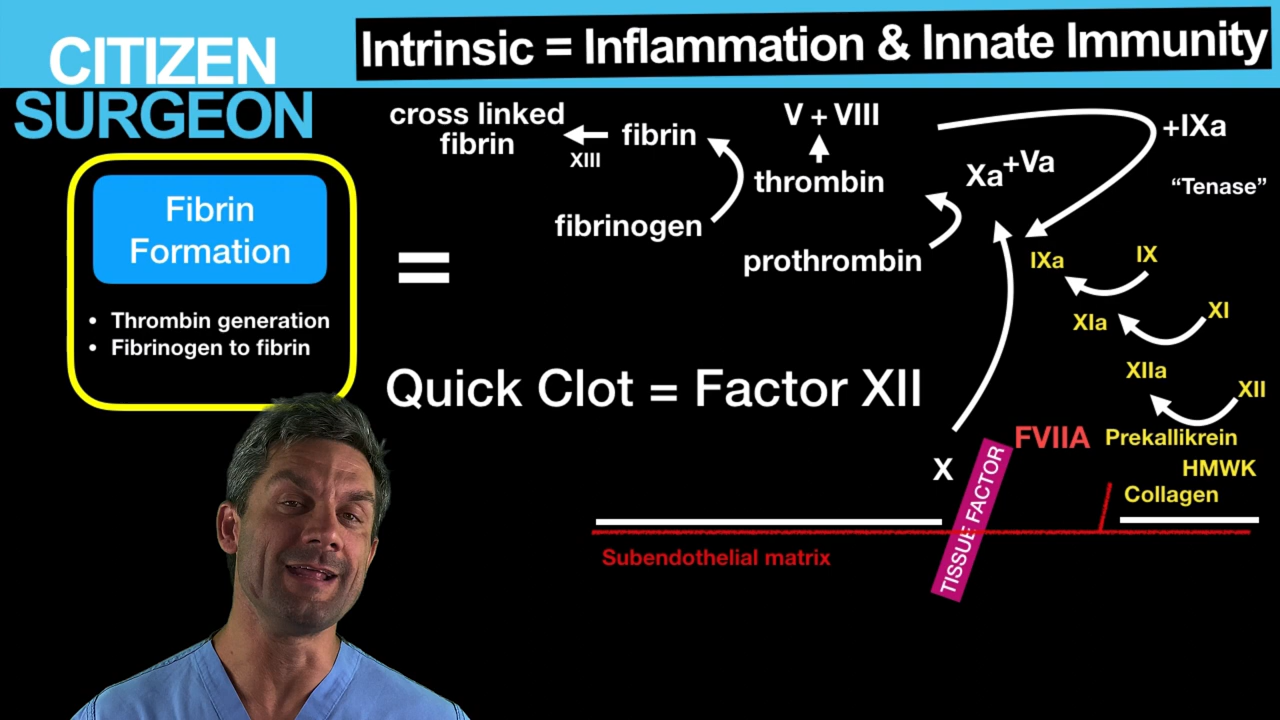 CITIZEN
SURGEON
Intrinsic = Inflammation & Innate Immunity
Fibrin
Formation
• Thrombin generation
• Fibrinogen to fibrin
=
cross linked
fibrin
XIII
fibrin
fibrinogen
V + VIII
thrombin
prothrombin
Xa+Va
+IXa
“Tenase”
IXa
IX
XIa
XI
XIIa
XII
Quick Clot = Factor XII
X
TISSUE FACTOR
FVIIA
Prekallikrein
HMWK
Collagen
Subendothelial matrix